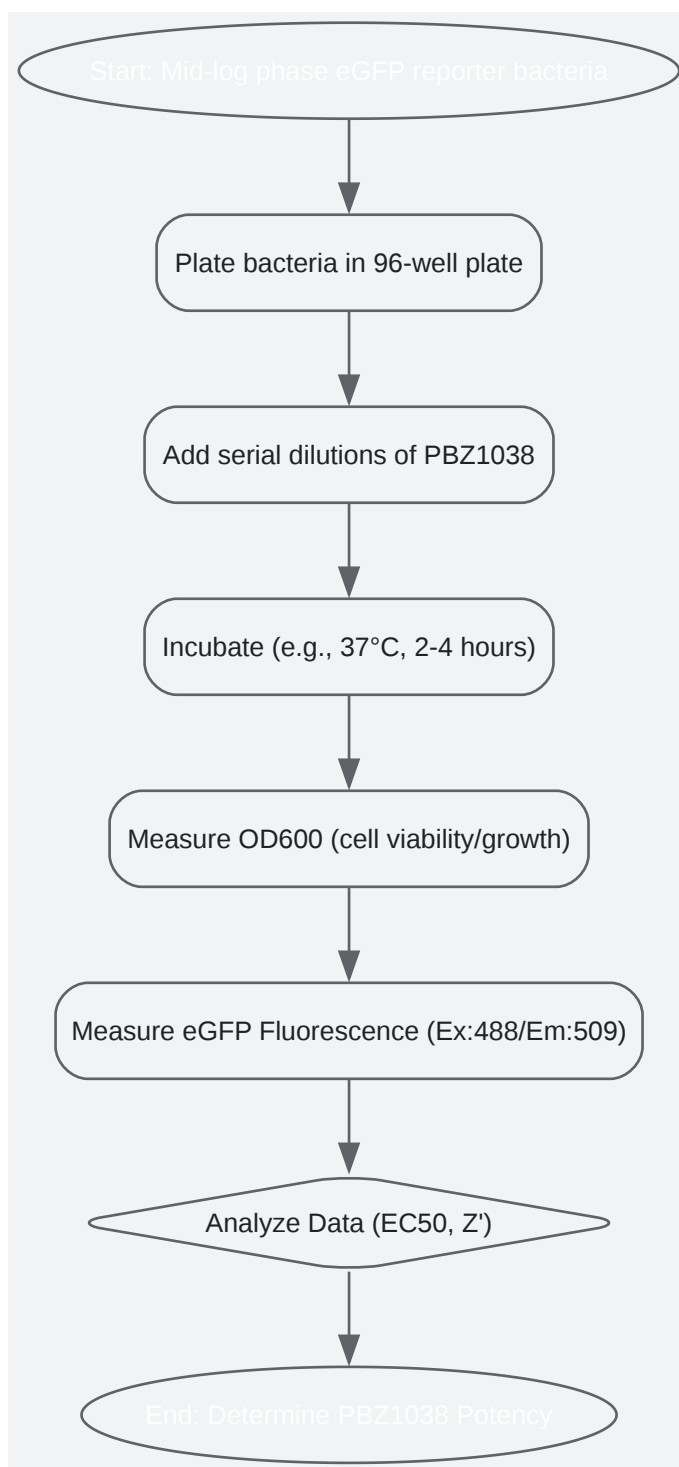 Start: Mid-log phase eGFP reporter bacteria
Plate bacteria in 96-well plate
Add serial dilutions of PBZ1038
Incubate (e.g., 37°C, 2-4 hours)
Measure OD600 (cell viability/growth)
Measure eGFP Fluorescence (Ex:488/Em:509)
Analyze Data (EC50, Z')
End: Determine PBZ1038 Potency